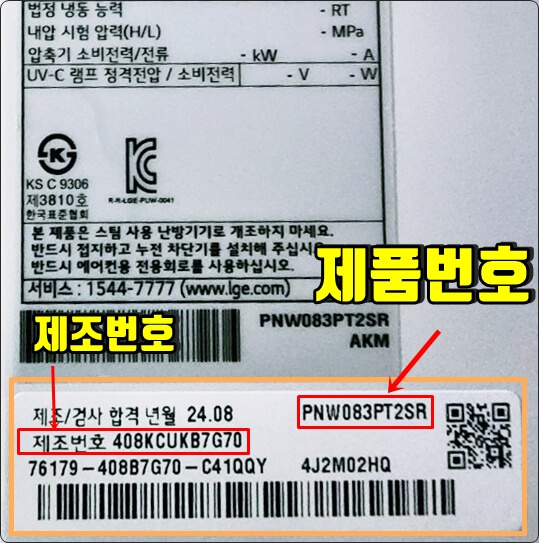 법정 냉동 능력 - RT
내압 시험 압력(H/L) - MPa
압축기 소비전력/전류 - kW - A
UV-C 램프 정격전압 / 소비전력 - V - W
KS C 9306
제3810호
한국표준협회
R-R-LGE-PUW-0041
본 제품은 스팀 사용 난방기기로 개조하지 마세요.
반드시 접지하고 누전 차단기를 설치해 주십시오.
반드시 에어컨용 전용회로를 사용하십시오.
서비스 : 1544-7777 (www.lge.com)
제품번호
PNW083PT2SR
AKM
제조번호
제조/검사 합격 년월 24.08
PNW083PT2SR
제조번호 408KCUKB7G70
76179-408B7G70-C41QQY 4J2M02HQ